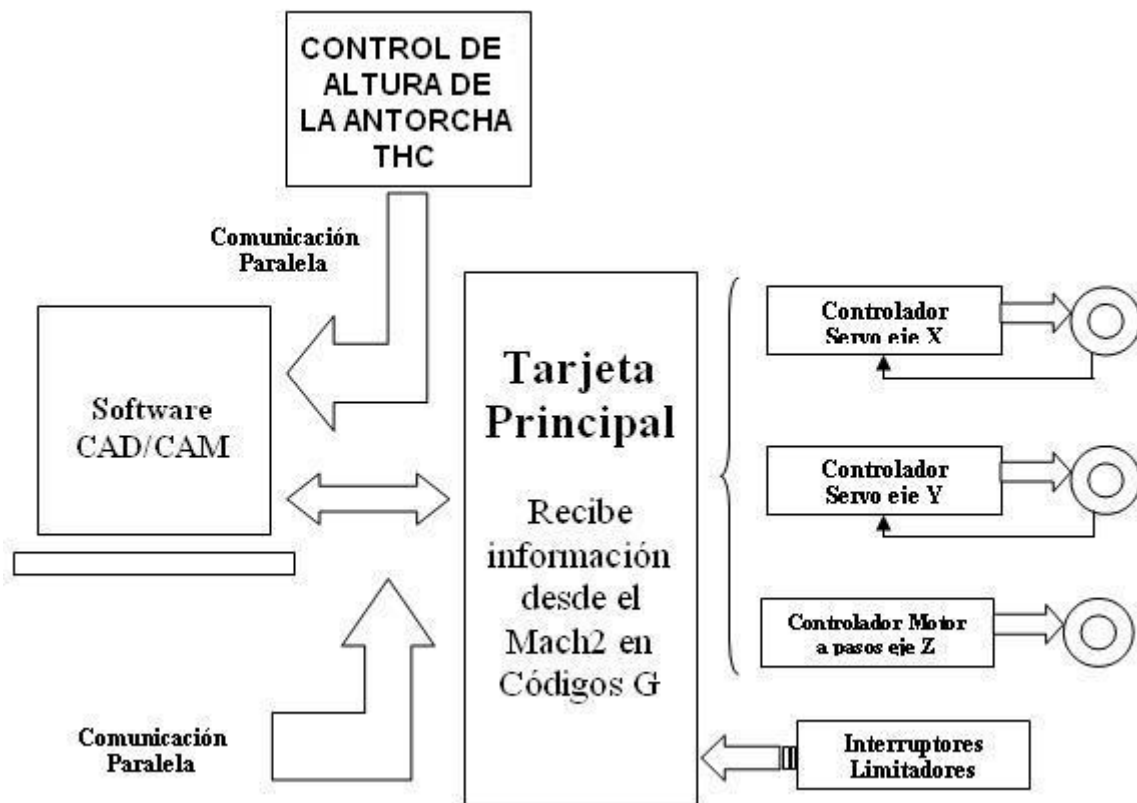 CONTROL DE
ALTURA DE
LA ANTORCHA
THC
Comunicación
Paralela
Software
CAD/CAM
Tarjeta
Principal
Recibe
información
desde el
Mach2 en
Códigos G
Controlador
Servo eje X
Controlador
Servo eje Y
Controlador Motor
a pasos eje Z
Interruptores
Limitadores
Comunicación
Paralela